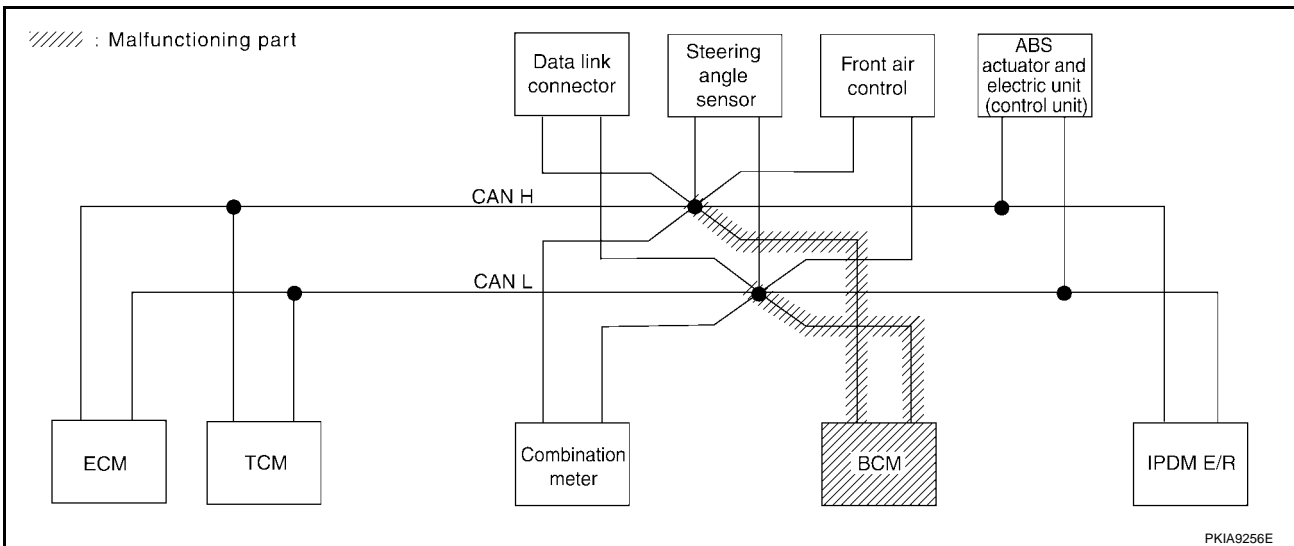 : Malfunctioning part
Data link
connector
Steering
angle
sensor
Front air
control
ABS
actuator and
electric unit
(control unit)
CAN H
CAN L
ECM
TCM
Combination
meter
BCM
IPDM E/R
PKIA9256E